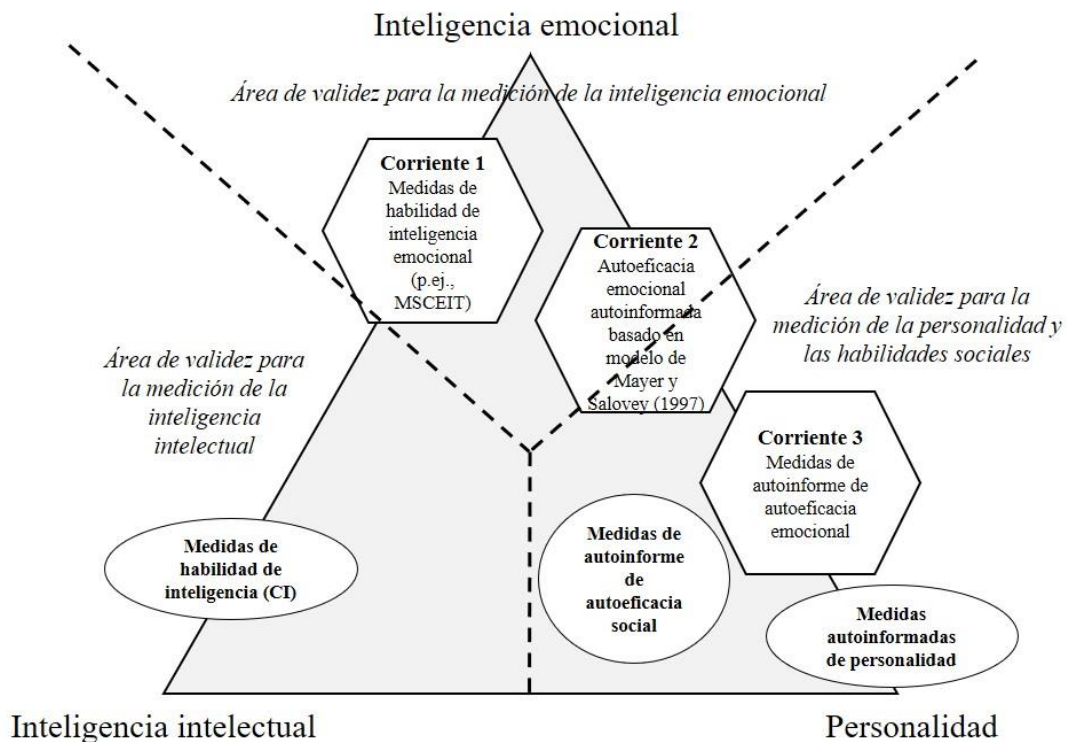 Inteligencia emocional
Área de validez para la medición de la inteligencia emocional
Corriente 1
Medidas de
habilidad de
inteligencia
emocional
(p.ej.,
MSCEIT)
Corriente 2
Autoeficacia
emocional
autoinformada
basado en
modelo de
Mayer y
Salovey (1997)
Área de validez para la
medición de la personalidad y
las habilidades sociales
Área de validez para
la medición de la
inteligencia
intelectual
Corriente 3
Medidas de
autoinforme de
autoeficacia
emocional
Medidas de
habilidad de
inteligencia (CI)
Medidas de
autoinforme
de
autoeficacia
social
Medidas
autoinformadas
de personalidad
Inteligencia intelectual
Personalidad